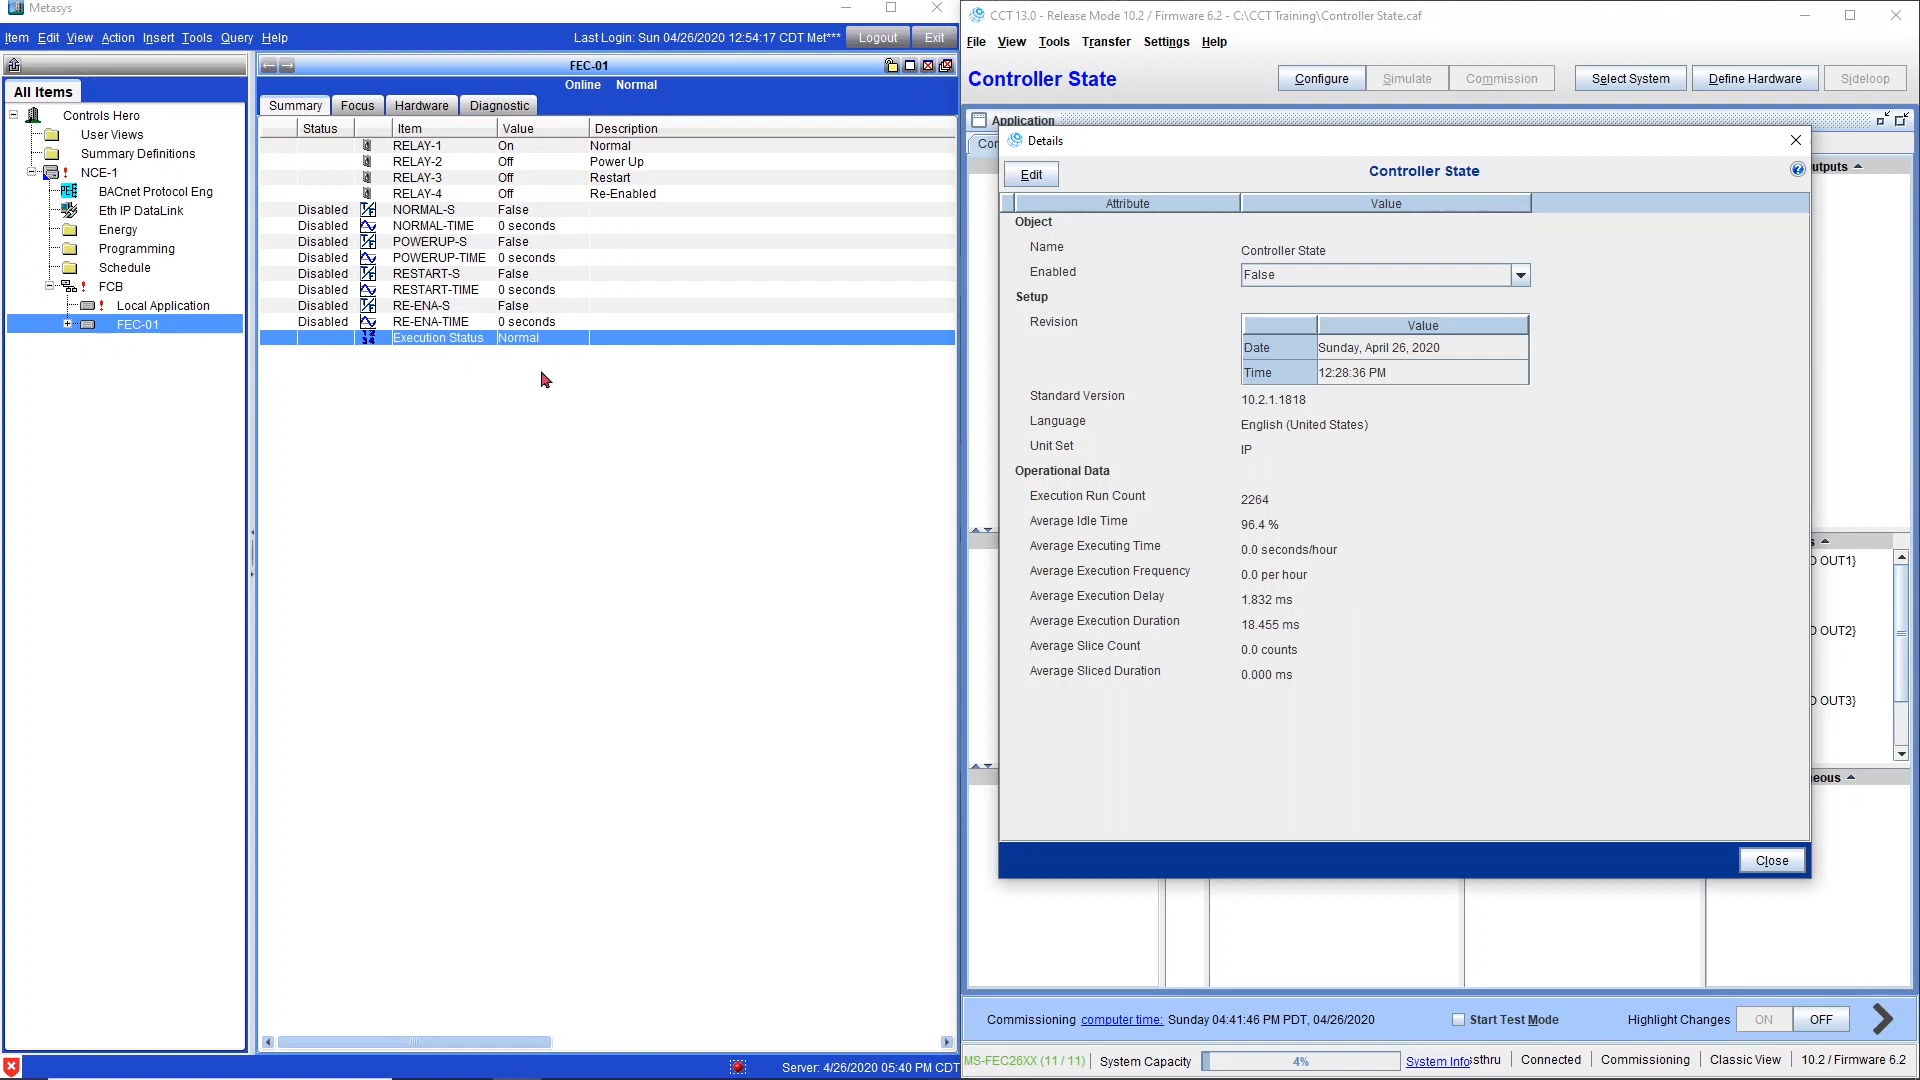 Metasys
Item Edit View Action Insert Tools Query Help
Last Login: Sun 04/26/2020 12:54:17 CDT Met***
Logout
Exit
All Items
Controls Hero
User Views
Summary Definitions
NCE-1
BACnet Protocol Eng
Eth IP DataLink
Energy
Programming
Schedule
FCB
Local Application
FEC-01
FEC-01
Online Normal
Summary Focus Hardware Diagnostic
Status Item Value Description
RELAY-1 On Normal
RELAY-2 Off Power Up
RELAY-3 Off Restart
RELAY-4 Off Re-Enabled
Disabled NORMAL-S False
Disabled NORMAL-TIME 0 seconds
Disabled POWERUP-S False
Disabled POWERUP-TIME 0 seconds
Disabled RESTART-S False
Disabled RESTART-TIME 0 seconds
Disabled RE-ENA-S False
Disabled RE-ENA-TIME 0 seconds
Execution Status Normal
Server: 4/26/2020 05:40 PM CDT
CCT 13.0 - Release Mode 10.2 / Firmware 6.2 - C:\CCT Training\Controller State.caf
File View Tools Transfer Settings Help
Controller State
Configure Simulate Commission Select System Define Hardware Sideloop
Application
Details
Edit
Controller State
Attribute Value
Object
Name Controller State
Enabled False
Setup
Revision
Value
Date Sunday, April 26, 2020
Time 12:28:36 PM
Standard Version 10.2.1.1818
Language English (United States)
Unit Set IP
Operational Data
Execution Run Count 2264
Average Idle Time 96.4 %
Average Executing Time 0.0 seconds/hour
Average Execution Frequency 0.0 per hour
Average Execution Delay 1.832 ms
Average Execution Duration 18.455 ms
Average Slice Count 0.0 counts
Average Sliced Duration 0.000 ms
Close
utputs
OUT1}
OUT2}
OUT3}
eous
Commissioning computer time: Sunday 04:41:46 PM PDT, 04/26/2020
Start Test Mode
Highlight Changes ON OFF
MS-FEC26XX (11 / 11) System Capacity 4% System Info sthru Connected Commissioning Classic View 10.2 / Firmware 6.2